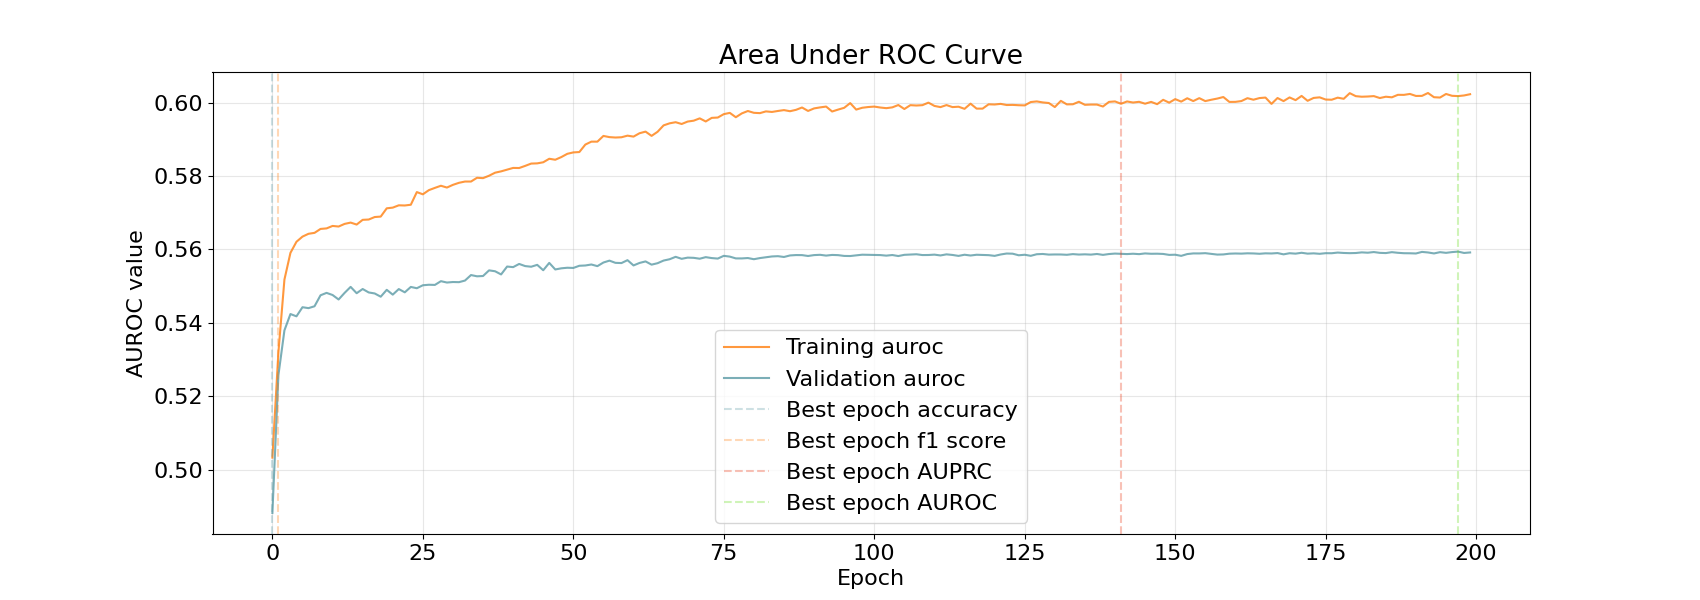 Area Under ROC Curve
AUROC value
0.60
0.58
0.56
0.54
0.52
0.50
Training auroc
Validation auroc
Best epoch accuracy
Best epoch f1 score
Best epoch AUPRC
Best epoch AUROC
0 25 50 75 100 125 150 175 200
Epoch